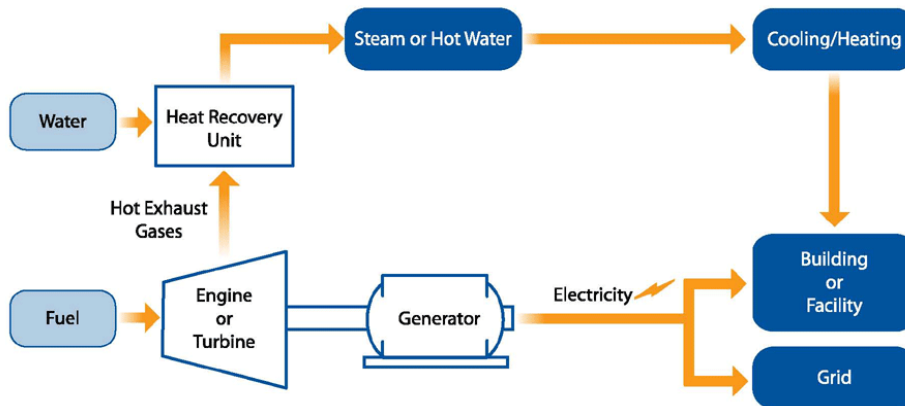 Steam or Hot Water
Cooling/Heating
Water
Heat Recovery
Unit
Hot Exhaust
Gases
Building
or
Facility
Fuel
Engine
or
Turbine
Generator
Electricity
Grid